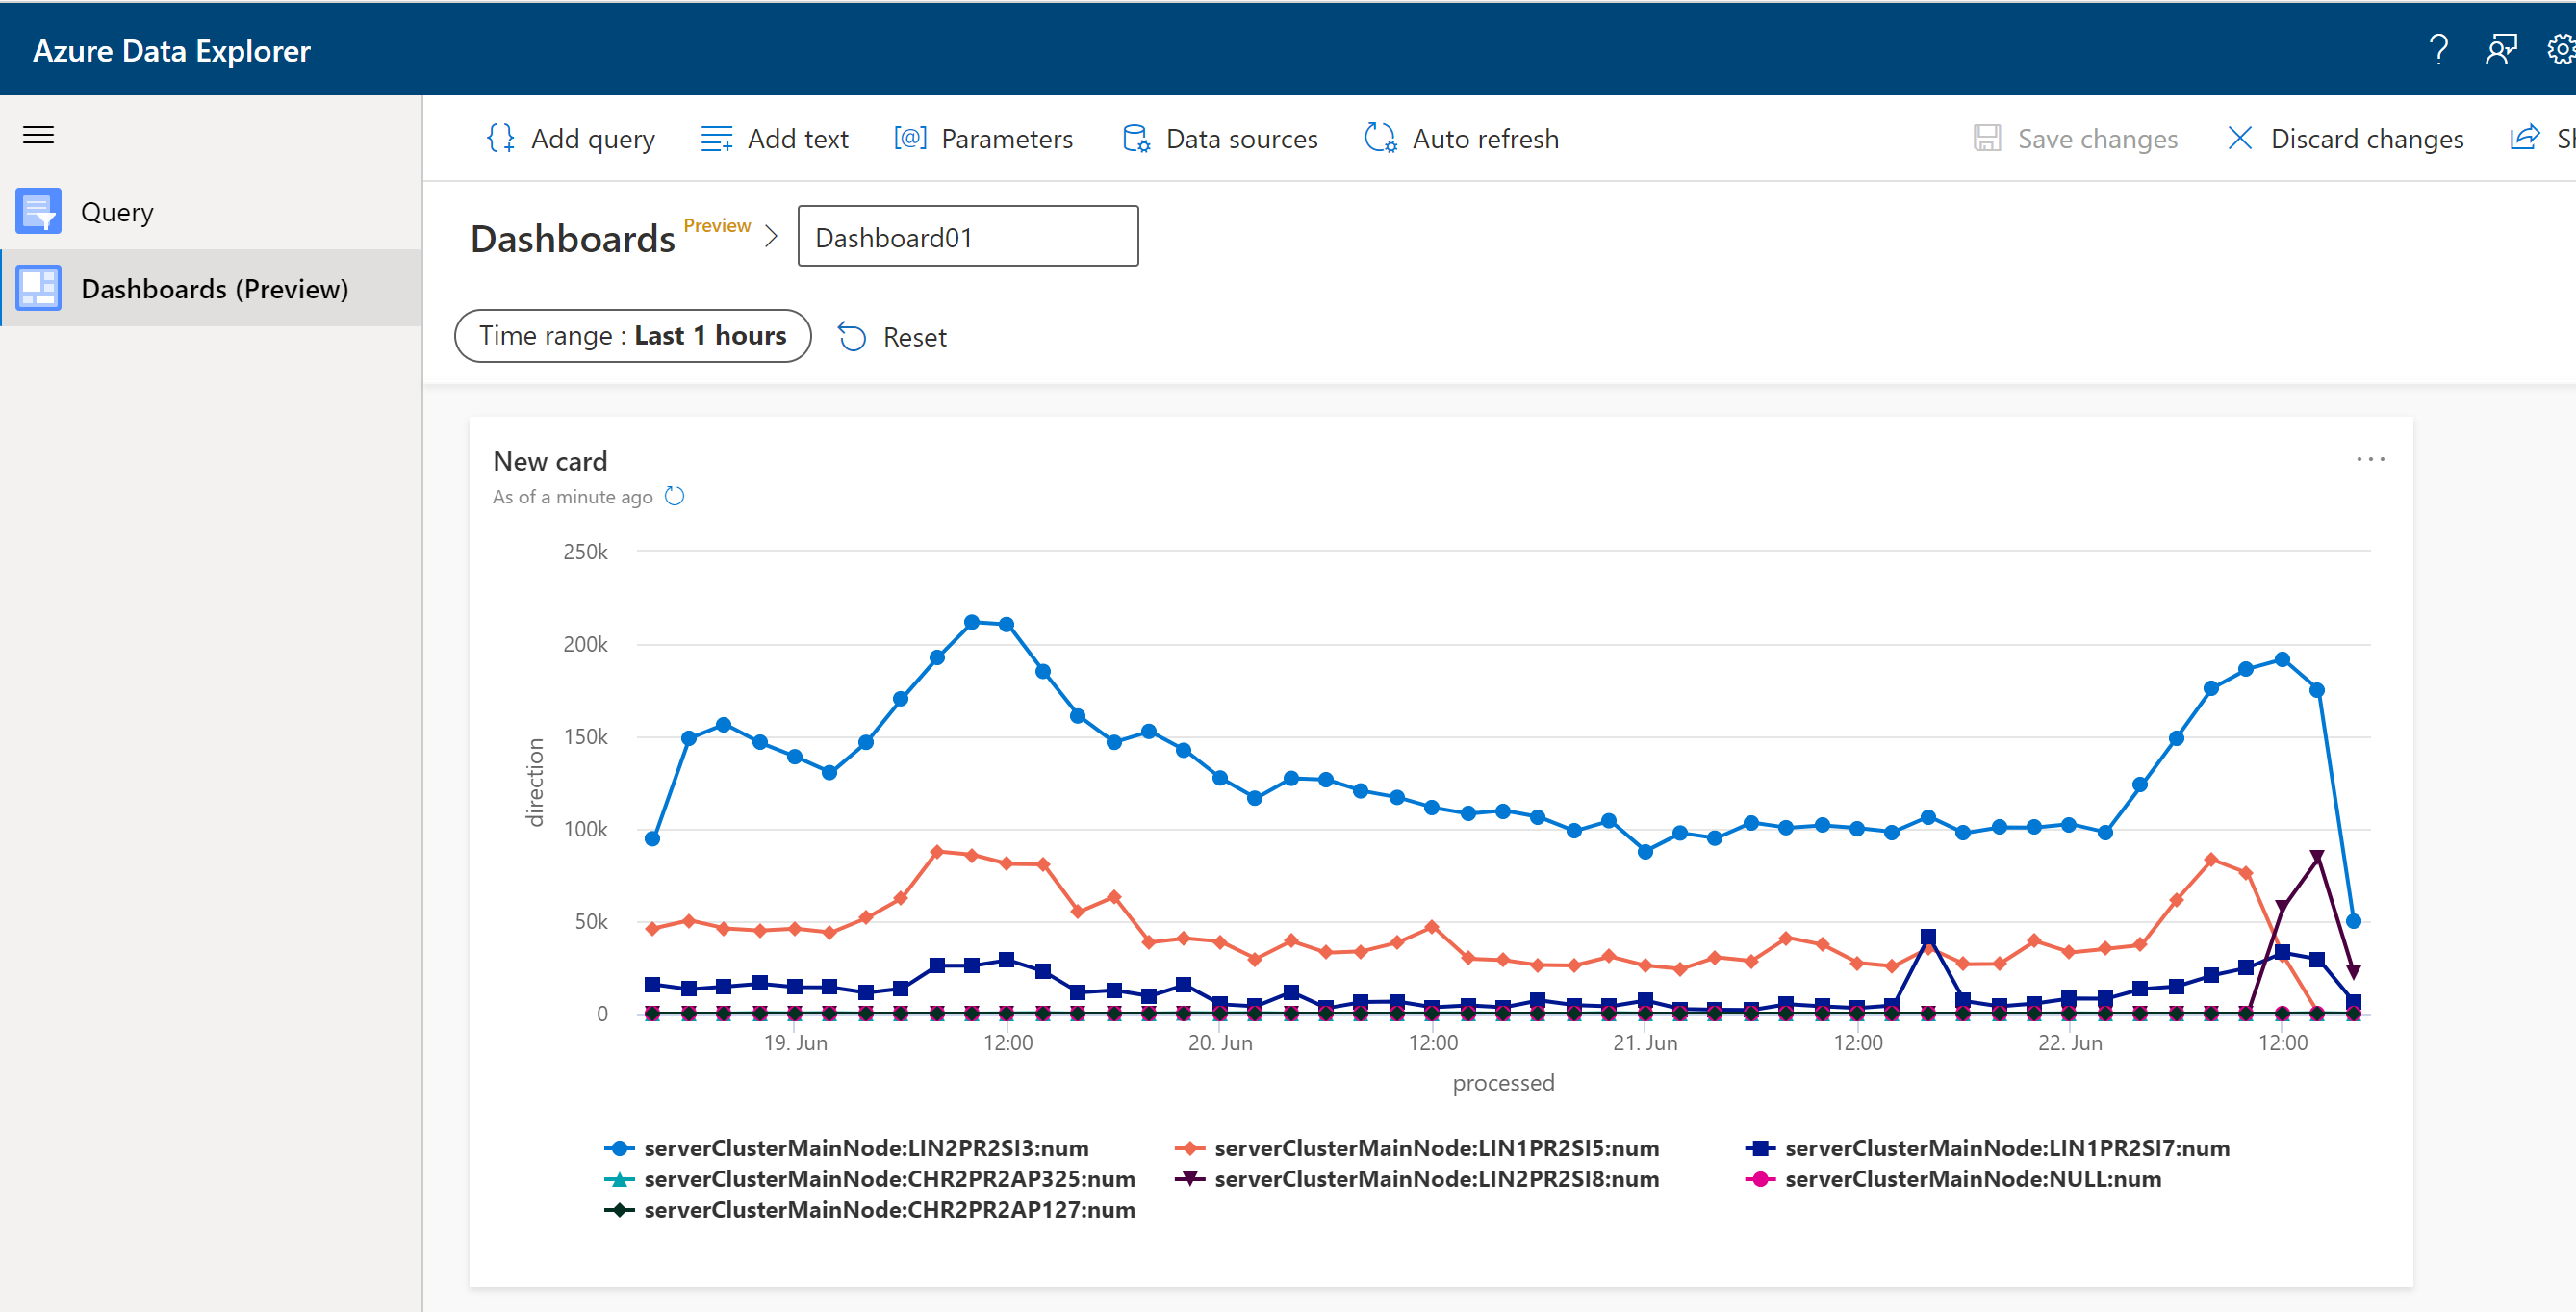 Azure Data Explorer
?
Add query
Add text
[@] Parameters
Data sources
Auto refresh
Save changes
Discard changes
Query
Dashboards (Preview)
Dashboards Preview > Dashboard01
Time range : Last 1 hours
Reset
New card
...
As of a minute ago
250k
200k
150k
100k
50k
0
direction
19. Jun
12:00
20. Jun
12:00
21. Jun
12:00
22. Jun
12:00
processed
serverClusterMainNode:LIN2PR2SI3:num
serverClusterMainNode:LIN1PR2SI5:num
serverClusterMainNode:LIN1PR2SI7:num
serverClusterMainNode:CHR2PR2AP325:num
serverClusterMainNode:LIN2PR2SI8:num
serverClusterMainNode:NULL:num
serverClusterMainNode:CHR2PR2AP127:num